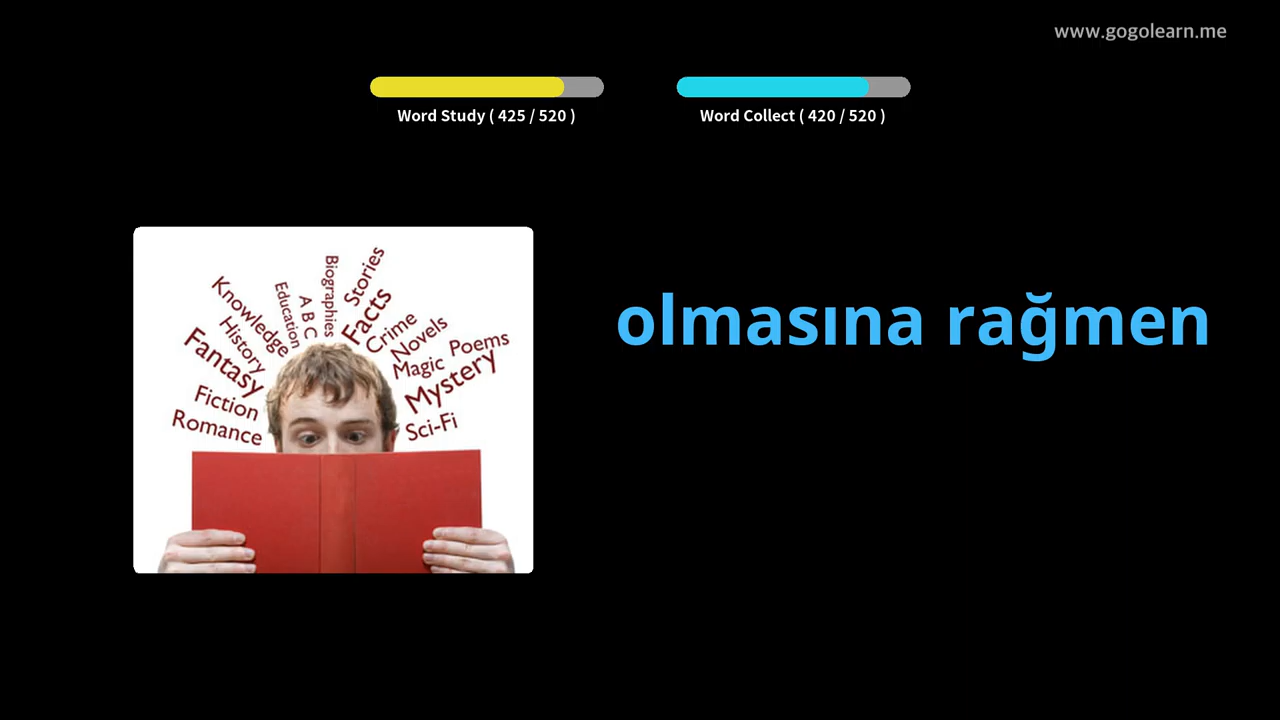 www.gogolearn.me
Word Study ( 425 / 520 )
Word Collect ( 420 / 520 )
olmasına rağmen
Biographies
Stories
Education
A B C
Facts
Knowledge
Crime
History
Novels
Fantasy
Magic
Poems
Mystery
Fiction
Romance
Sci-Fi